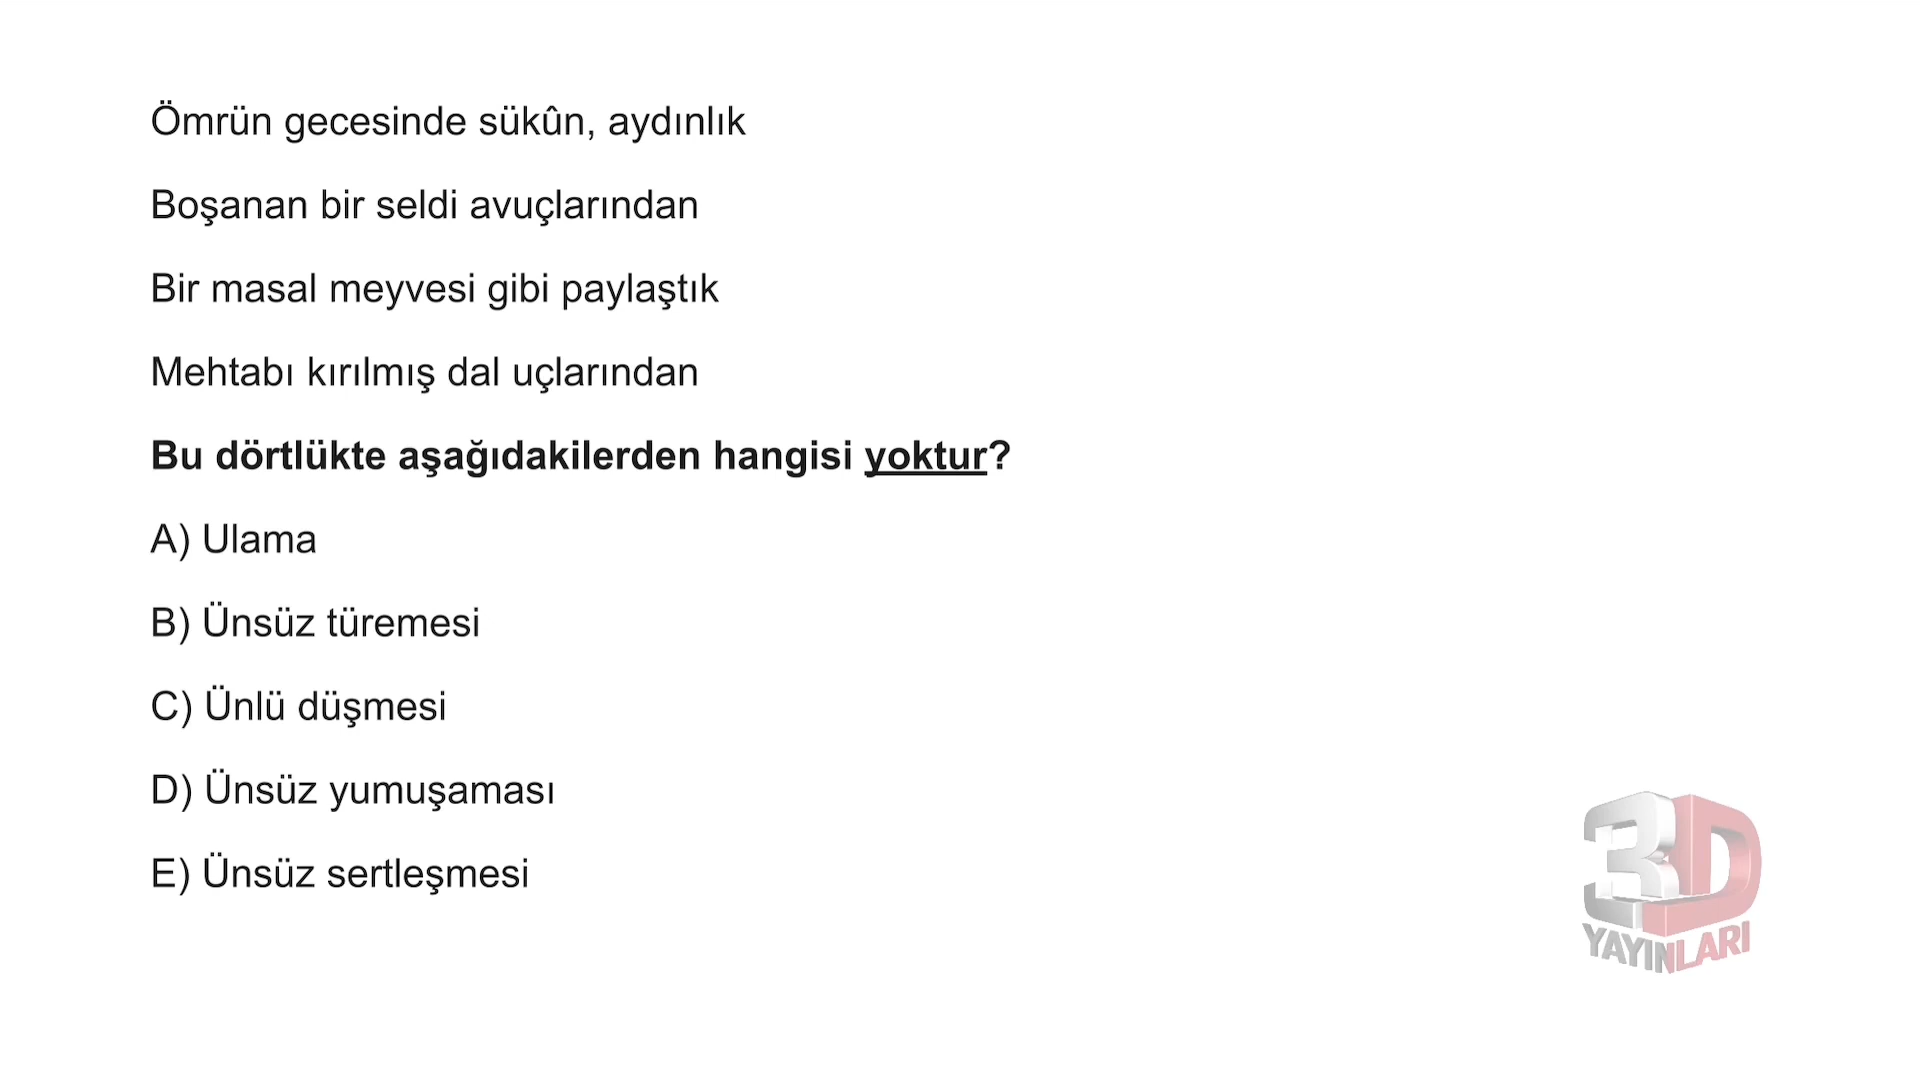 Ömrün gecesinde sükûn, aydınlık
Boşanan bir seldi avuçlarından
Bir masal meyvesi gibi paylaştık
Mehtabı kırılmış dal uçlarından
Bu dörtlükte aşağıdakilerden hangisi yoktur?
A) Ulama
B) Ünsüz türemesi
C) Ünlü düşmesi
D) Ünsüz yumuşaması
E) Ünsüz sertleşmesi
3D
YAYINLARI